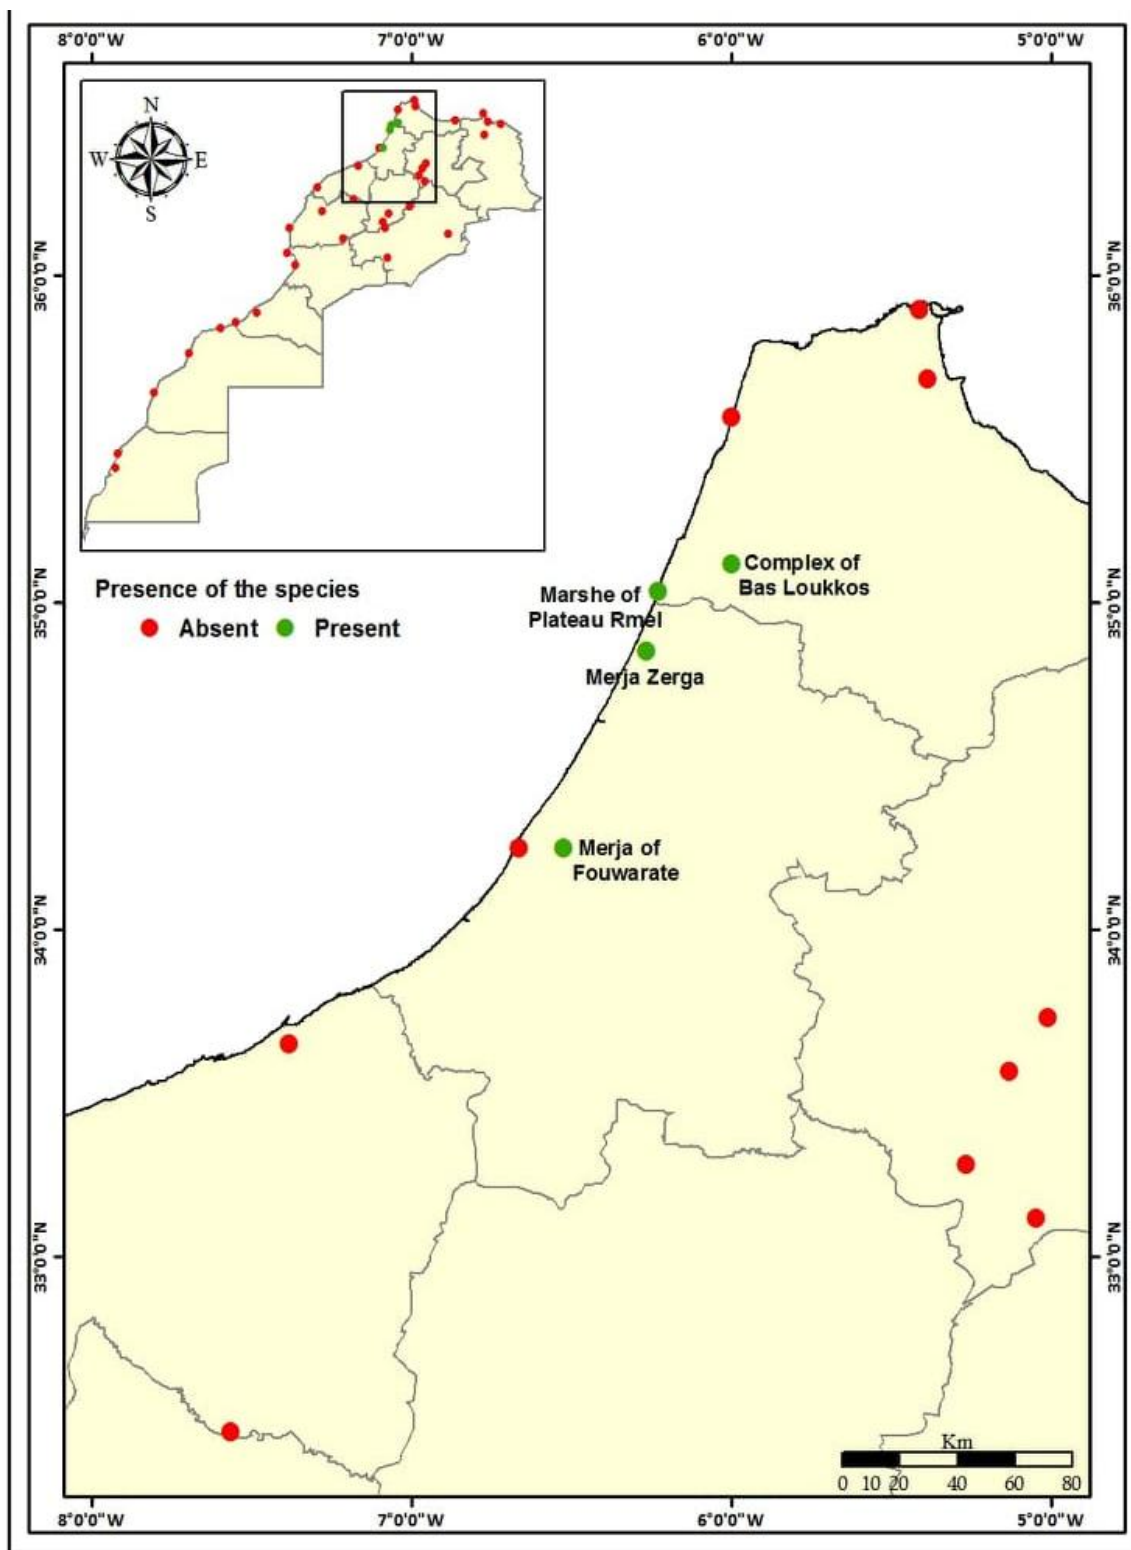 8°0'0"W 7°0'0"W 6°0'0"W 5°0'0"W
N
W E
S
36°0'0"N 36°0'0"N
Presence of the species
Absent Present
Complex of
Bas Loukkos
Marshe of
Plateau Rmel
35°0'0"N 35°0'0"N
Merja Zerga
Merja of
Fouwarate
34°0'0"N 34°0'0"N
33°0'0"N 33°0'0"N
Km
0 10 20 40 60 80
8°0'0"W 7°0'0"W 6°0'0"W 5°0'0"W